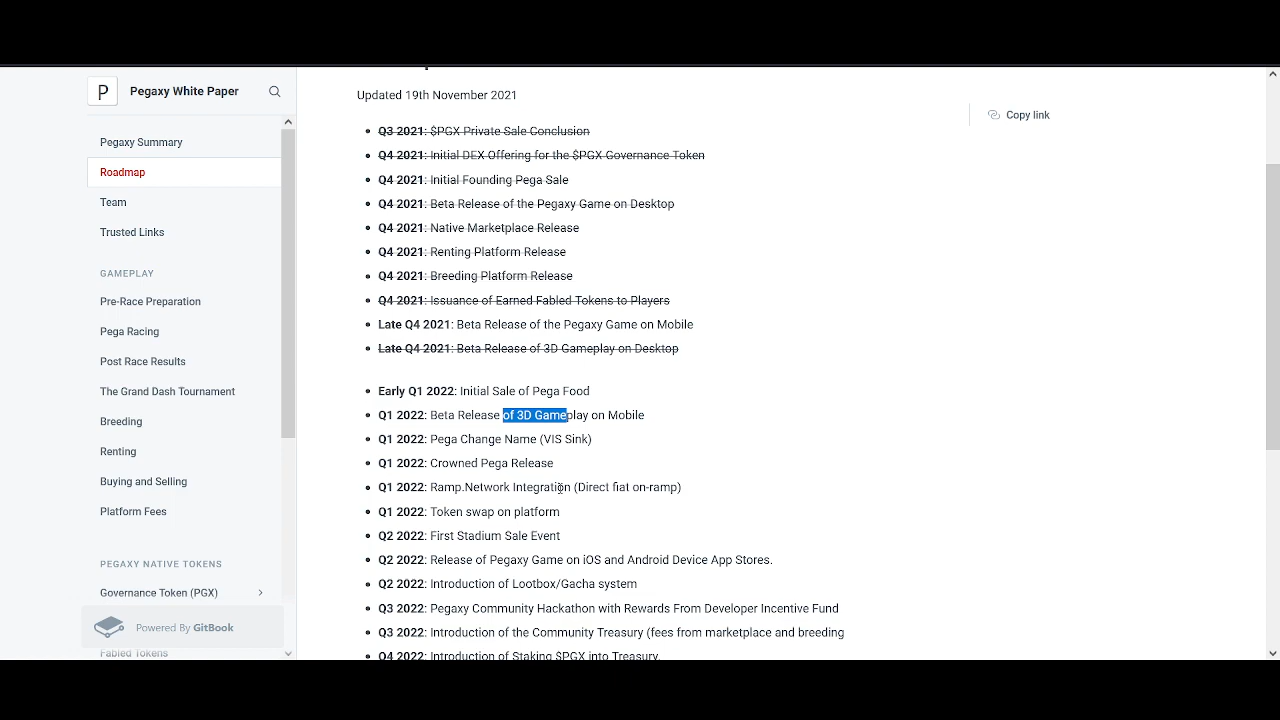 P
Pegaxy White Paper
Pegaxy Summary
Roadmap
Team
Trusted Links
GAMEPLAY
Pre-Race Preparation
Pega Racing
Post Race Results
The Grand Dash Tournament
Breeding
Renting
Buying and Selling
Platform Fees
PEGAXY NATIVE TOKENS
Governance Token (PGX)
Powered By GitBook
Fabled Tokens
Updated 19th November 2021
Copy link
Q3 2021: $PGX Private Sale Conclusion
Q4 2021: Initial DEX Offering for the $PGX Governance Token
Q4 2021: Initial Founding Pega Sale
Q4 2021: Beta Release of the Pegaxy Game on Desktop
Q4 2021: Native Marketplace Release
Q4 2021: Renting Platform Release
Q4 2021: Breeding Platform Release
Q4 2021: Issuance of Earned Fabled Tokens to Players
Late Q4 2021: Beta Release of the Pegaxy Game on Mobile
Late Q4 2021: Beta Release of 3D Gameplay on Desktop
Early Q1 2022: Initial Sale of Pega Food
Q1 2022: Beta Release of 3D Gameplay on Mobile
Q1 2022: Pega Change Name (VIS Sink)
Q1 2022: Crowned Pega Release
Q1 2022: Ramp.Network Integration (Direct fiat on-ramp)
Q1 2022: Token swap on platform
Q2 2022: First Stadium Sale Event
Q2 2022: Release of Pegaxy Game on iOS and Android Device App Stores.
Q2 2022: Introduction of Lootbox/Gacha system
Q3 2022: Pegaxy Community Hackathon with Rewards From Developer Incentive Fund
Q3 2022: Introduction of the Community Treasury (fees from marketplace and breeding
Q4 2022: Introduction of Staking $PGX into Treasury.